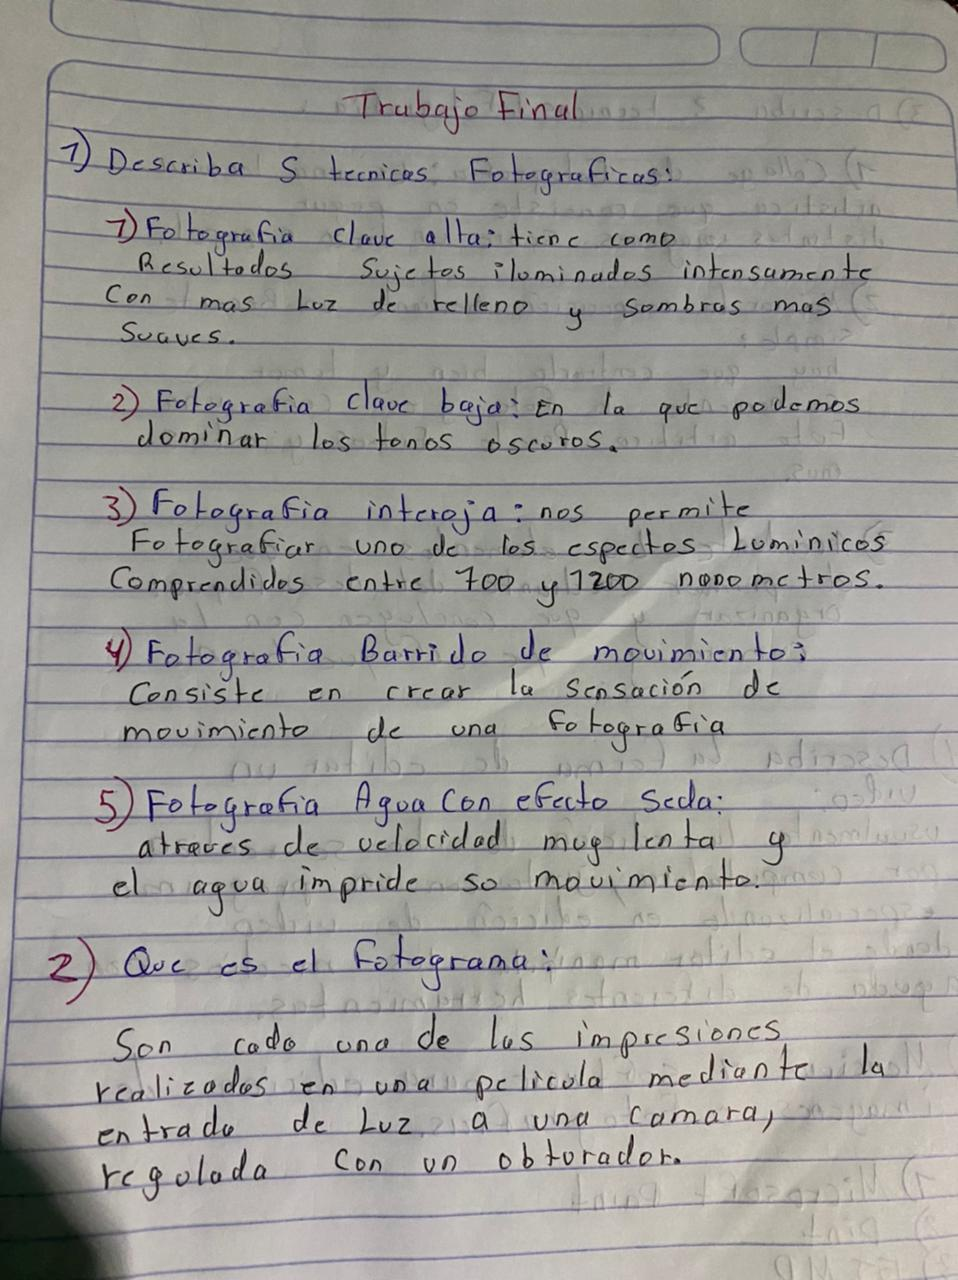 Trabajo Final
1) Describa 5 tecnicas Fotograficas:
1) Fotografia clave alta: tiene como
Resultados Sujetos iluminados intensamente
Con mas Luz de relleno y sombras mas
Suaves.
2) Fotografia clave baja: En la que podemos
dominar los tonos oscuros.
3) Fotografia interoja: nos permite
Fotografiar uno de los espectos Luminicos
Comprendidos entre 700 y 1200 nanometros.
4) Fotografia Barrido de movimiento:
Consiste en crear la sensación de
movimiento de una fotografia
5) Fotografia Agua Con efecto Seda:
atraves de velocidad muy lenta y
el agua impride so movimiento.
2) Que es el Fotograma:
Son cada una de las impresiones
realizadas en una pelicula mediante la
entrada de Luz a una camara,
regulada Con un obturador.